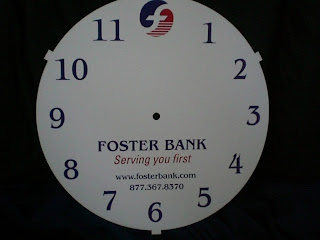 11 1
10 2
9 3
FOSTER BANK
Serving you first
8 4
www.fosterbank.com
877.367.8370
7 5
6